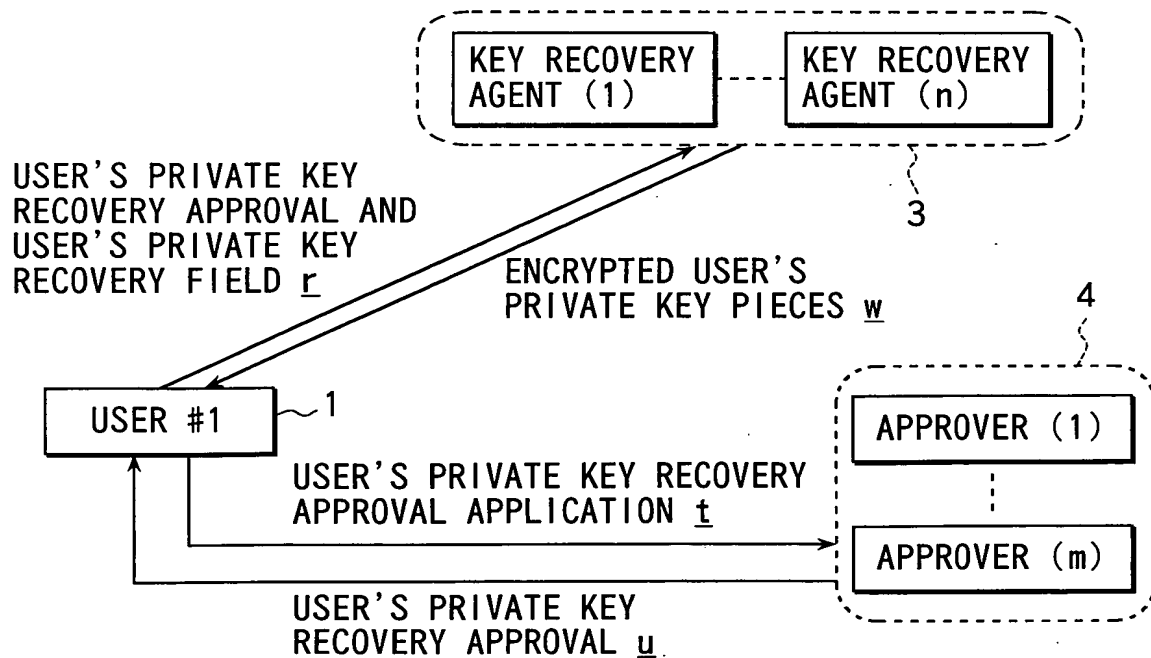 KEY RECOVERY
AGENT (1)
KEY RECOVERY
AGENT (n)
3
USER'S PRIVATE KEY
RECOVERY APPROVAL AND
USER'S PRIVATE KEY
RECOVERY FIELD r
ENCRYPTED USER'S
PRIVATE KEY PIECES w
4
USER #1
1
APPROVER (1)
USER'S PRIVATE KEY RECOVERY
APPROVAL APPLICATION t
APPROVER (m)
USER'S PRIVATE KEY
RECOVERY APPROVAL u